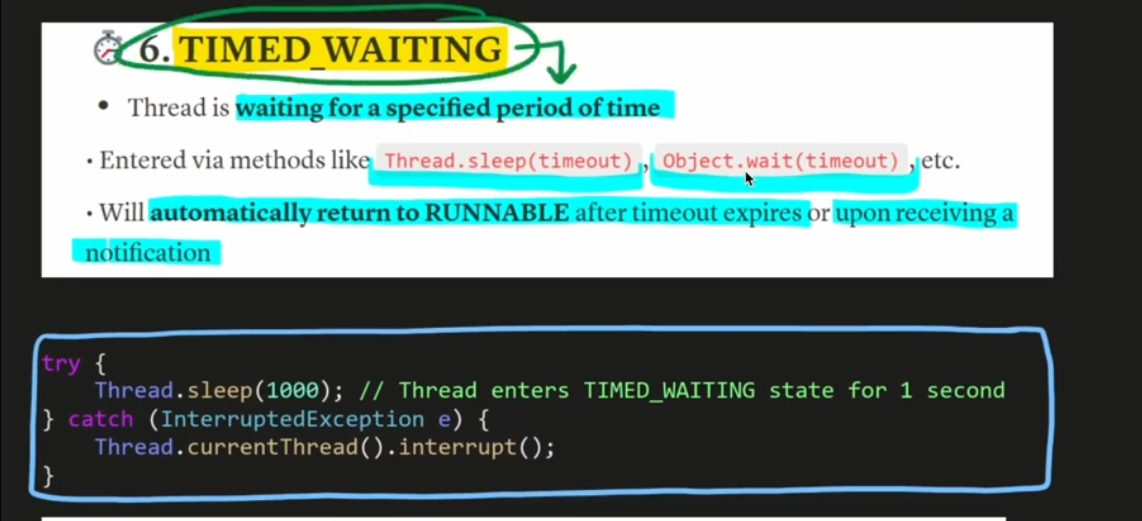 6. TIMED_WAITING
• Thread is waiting for a specified period of time
• Entered via methods like Thread.sleep(timeout), Object.wait(timeout), etc.
• Will automatically return to RUNNABLE after timeout expires or upon receiving a
notification
try {
    Thread.sleep(1000); // Thread enters TIMED_WAITING state for 1 second
} catch (InterruptedException e) {
    Thread.currentThread().interrupt();
}